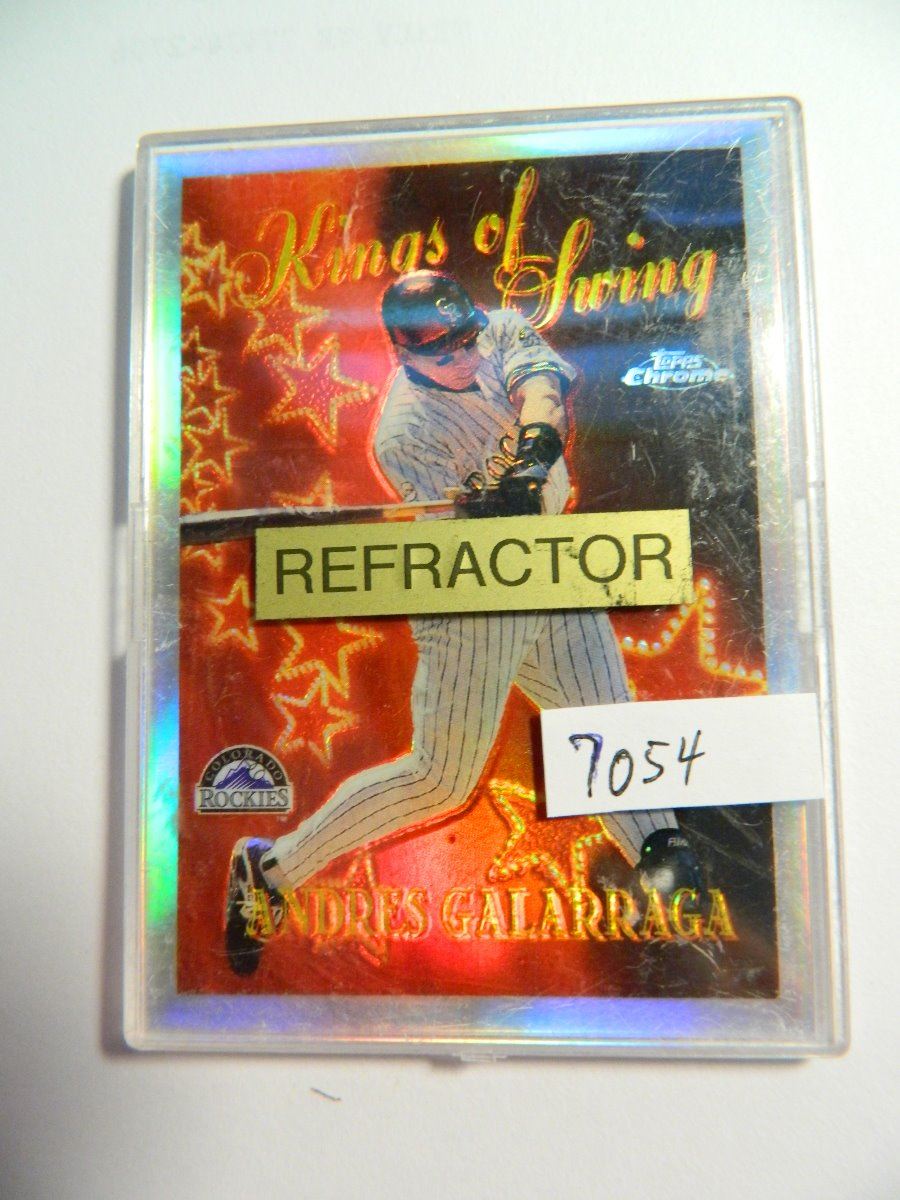 Kings of
Swing
Topps
Chrome
REFRACTOR
7054
COLORADO
ROCKIES
ANDRES GALARRAGA